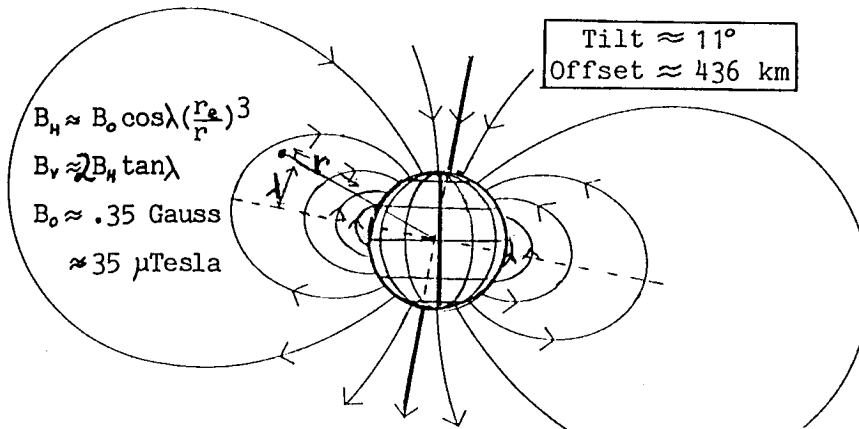 Tilt ≈ 11°
Offset ≈ 436 km
B_H ≈ B_o cosλ(r_e/r)^3
B_V ≈ 2B_H tanλ
B_o ≈ .35 Gauss
≈ 35 μTesla
r
λ